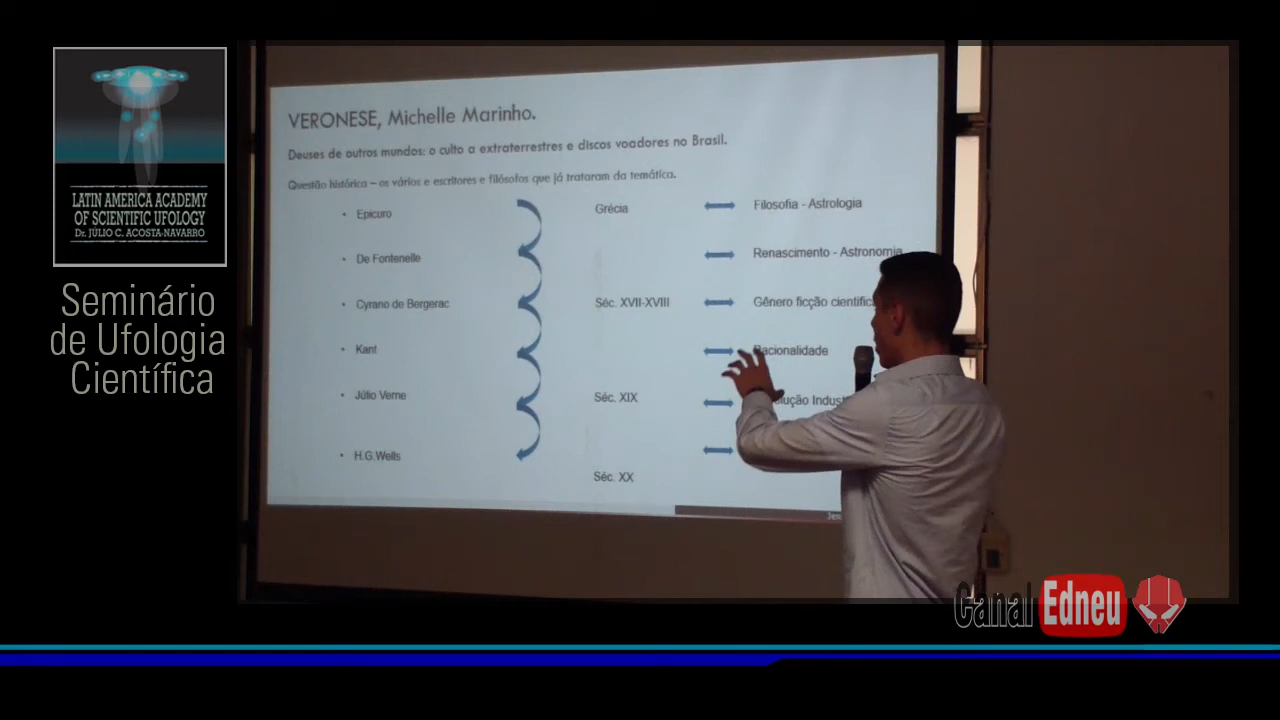 LATIN AMERICA ACADEMY
OF SCIENTIFIC UFOLOGY
Dr. JÚLIO C. ACOSTA-NAVARRO
Seminário
de Ufologia
Científica
VERONESE, Michelle Marinho.
Deuses de outros mundos: o culto a extraterrestres e discos voadores no Brasil.
Questão histórica – os vários e escritores e filósofos que já trataram da temática.
• Epicuro Grécia Filosofia - Astrologia
• De Fontenelle Renascimento - Astronomia
• Cyrano de Bergerac Séc. XVII-XVIII Gênero ficção científic
• Kant Racionalidade
• Júlio Verne Séc. XIX lução Indust
• H.G.Wells
Séc. XX
Canal Edneu